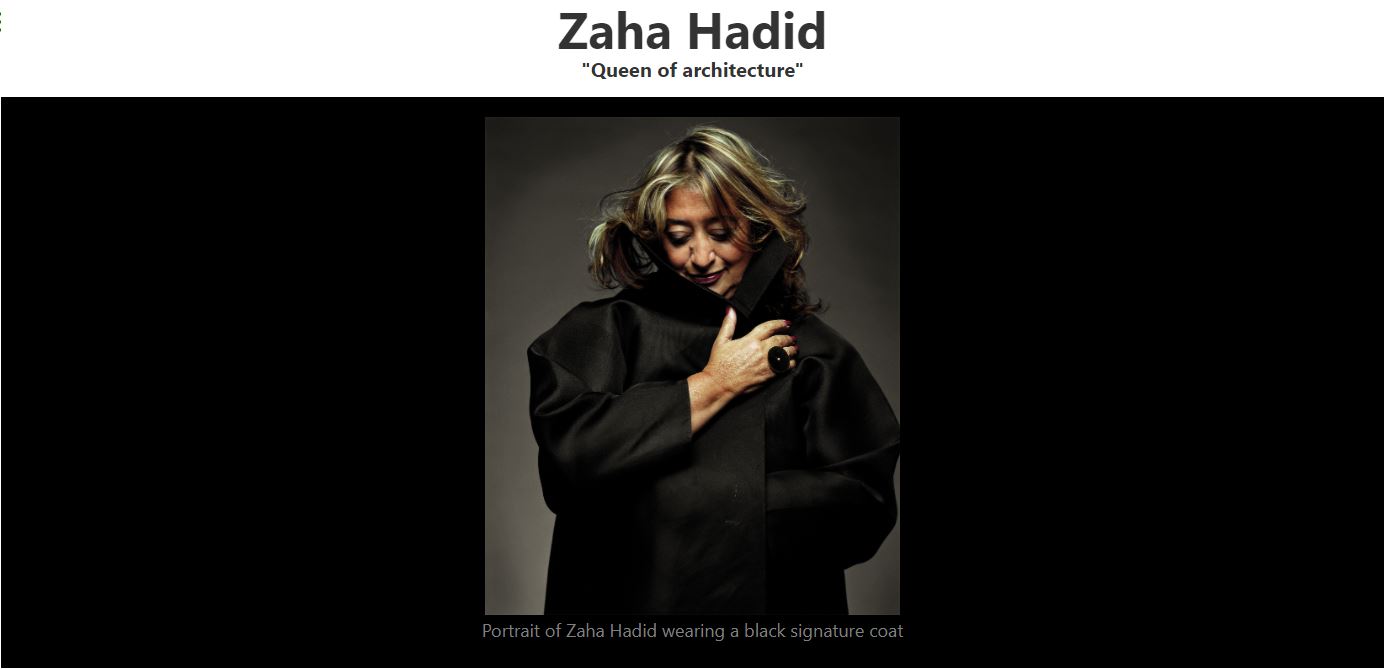 Zaha Hadid
"Queen of architecture"
Portrait of Zaha Hadid wearing a black signature coat